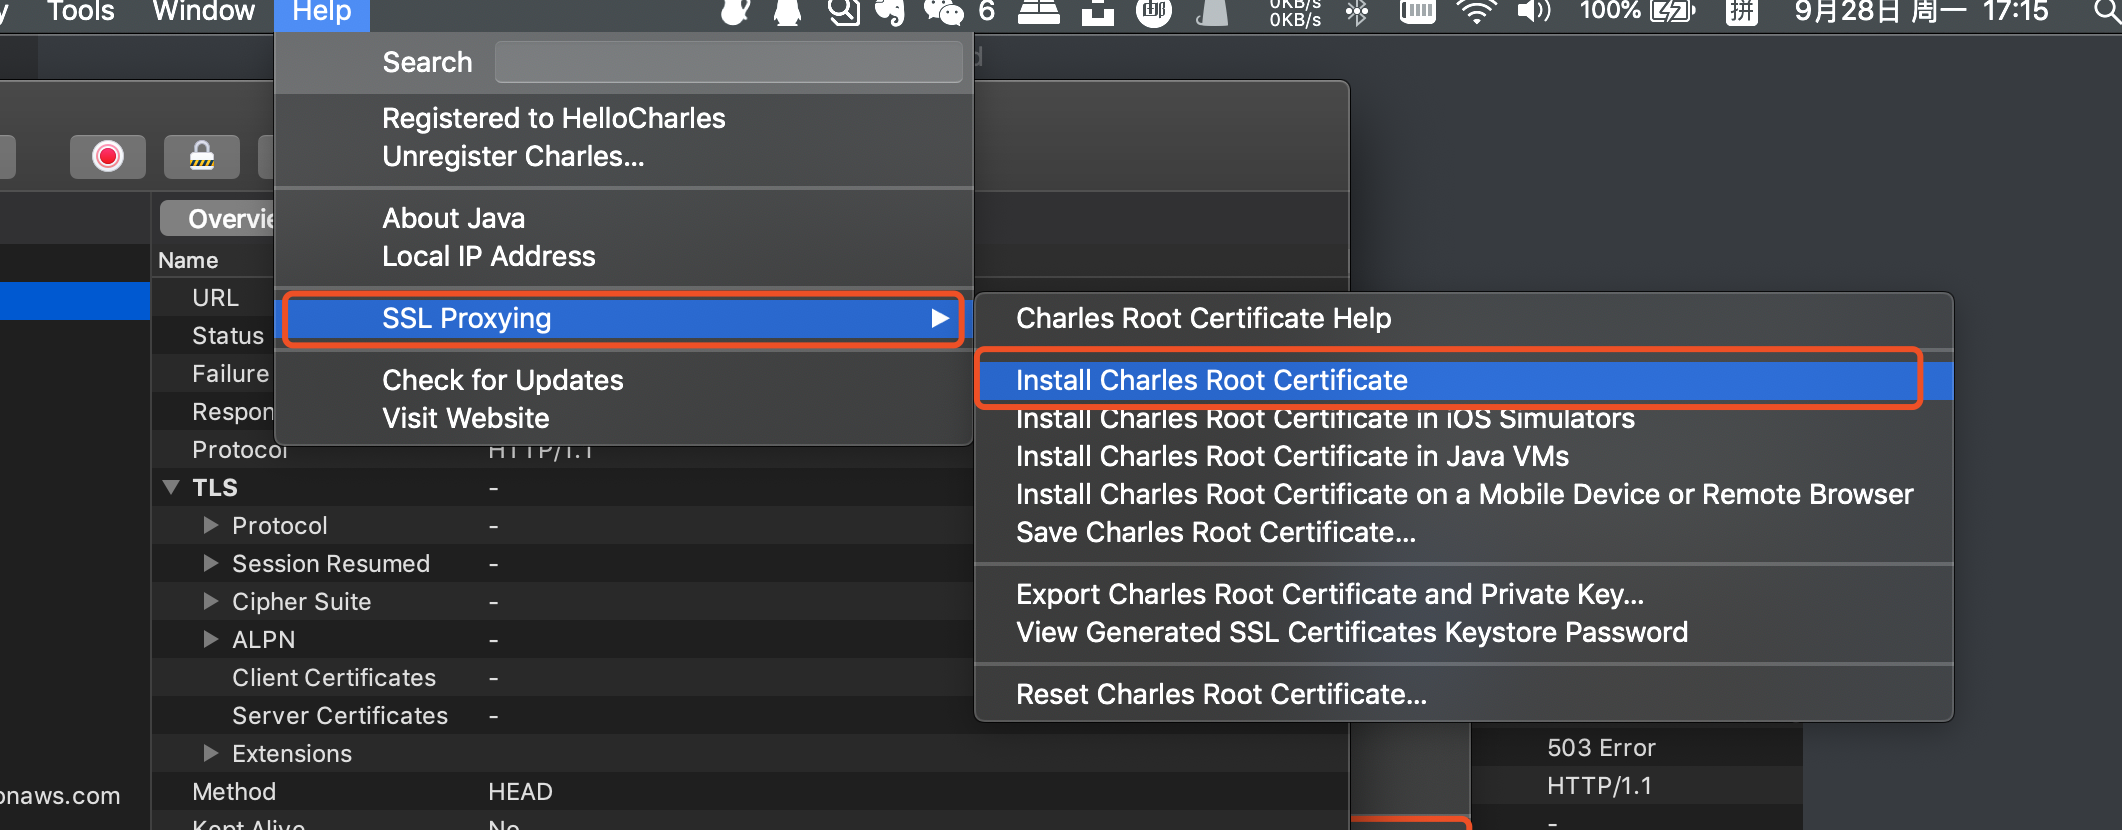 Tools Window Help 6 0KB/s 100% 拼 9月28日 周一 17:15
0KB/s
Search
Registered to HelloCharles
Unregister Charles...
About Java
Local IP Address
SSL Proxying
Check for Updates
Visit Website
Charles Root Certificate Help
Install Charles Root Certificate
Install Charles Root Certificate in iOS Simulators
Install Charles Root Certificate in Java VMs
Install Charles Root Certificate on a Mobile Device or Remote Browser
Save Charles Root Certificate...
Export Charles Root Certificate and Private Key...
View Generated SSL Certificates Keystore Password
Reset Charles Root Certificate...
Overvie
Name
URL
Status
Failure
Respon
Protocol HTTP/1.1
TLS -
Protocol -
Session Resumed -
Cipher Suite -
ALPN -
Client Certificates -
Server Certificates -
Extensions
Method HEAD
Kept Alive No
onaws.com
503 Error
HTTP/1.1
-